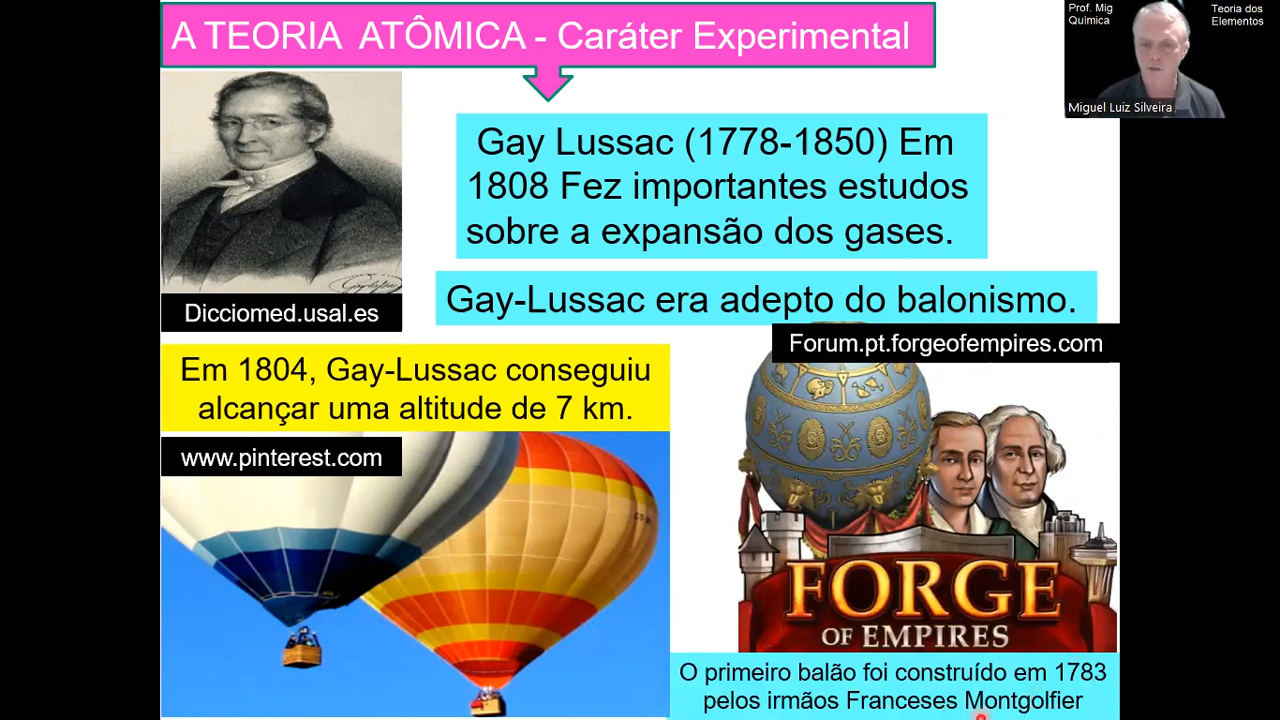 A TEORIA ATÔMICA - Caráter Experimental
Prof. Mig
Química
Teoria dos
Elementos
Miguel Luiz Silveira
Gay Lussac (1778-1850) Em
1808 Fez importantes estudos
sobre a expansão dos gases.
Dicciomed.usal.es
Gay-Lussac era adepto do balonismo.
Forum.pt.forgeofempires.com
Em 1804, Gay-Lussac conseguiu
alcançar uma altitude de 7 km.
www.pinterest.com
FORGE
OF EMPIRES
O primeiro balão foi construído em 1783
pelos irmãos Franceses Montgolfier